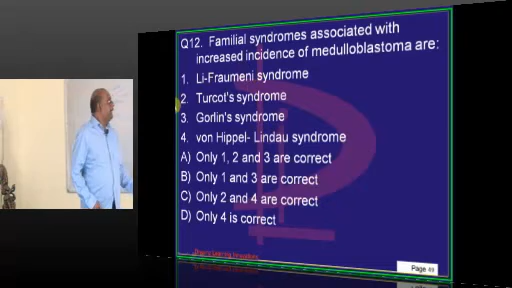 Q12. Familial syndromes associated with
increased incidence of medulloblastoma are:
1. Li-Fraumeni syndrome
2. Turcot's syndrome
3. Gorlin's syndrome
4. von Hippel- Lindau syndrome
A) Only 1, 2 and 3 are correct
B) Only 1 and 3 are correct
C) Only 2 and 4 are correct
D) Only 4 is correct
Page 49